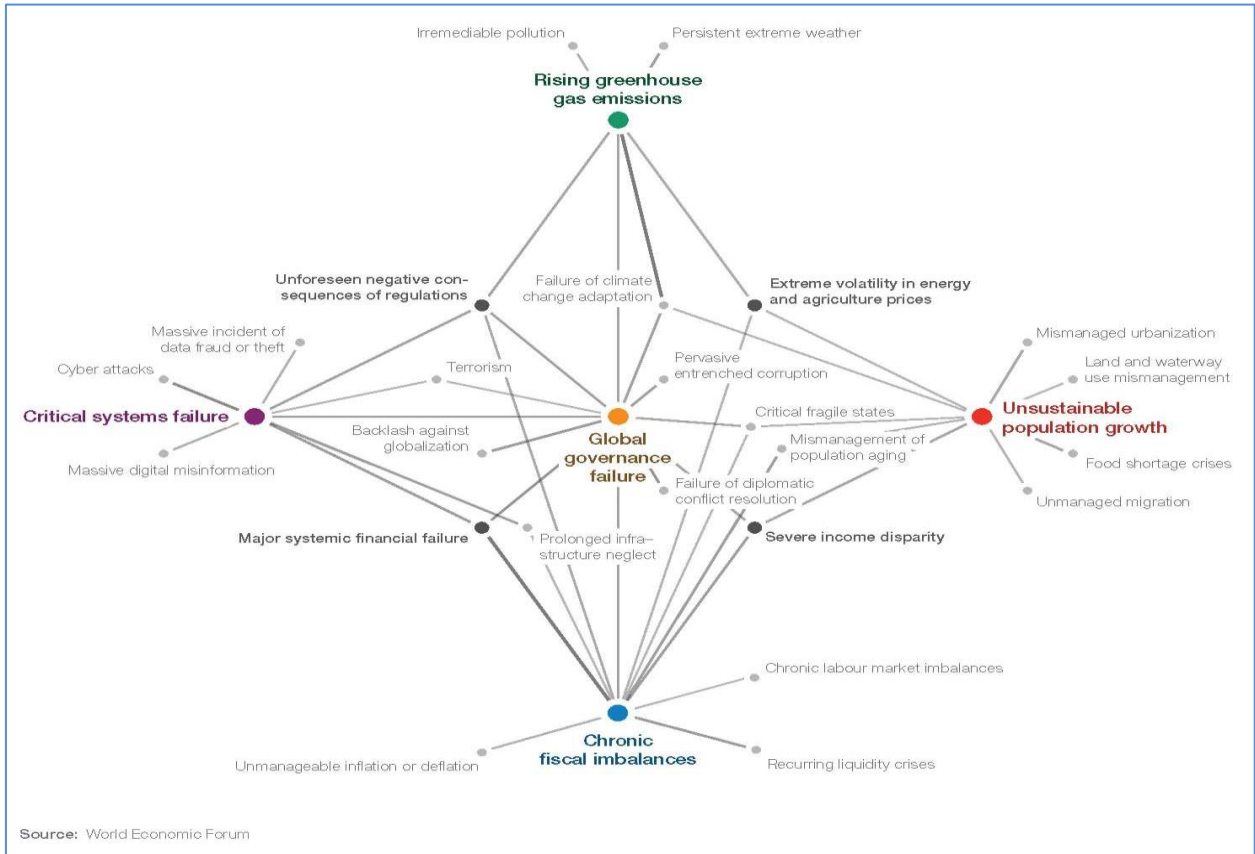 Irremediable pollution
Persistent extreme weather
Rising greenhouse
gas emissions
Unforeseen negative con-
sequences of regulations
Failure of climate
change adaptation
Extreme volatility in energy
and agriculture prices
Massive incident of
data fraud or theft
Cyber attacks
Terrorism
Pervasive
entrenched corruption
Mismanaged urbanization
Land and waterway
use mismanagement
Critical systems failure
Backlash against
globalization
Global
governance
failure
Critical fragile states
Mismanagement of
population aging
Unsustainable
population growth
Massive digital misinformation
Failure of diplomatic
conflict resolution
Food shortage crises
Unmanaged migration
Major systemic financial failure
Prolonged infra–
structure neglect
Severe income disparity
Chronic labour market imbalances
Chronic
fiscal imbalances
Unmanageable inflation or deflation
Recurring liquidity crises
Source: World Economic Forum